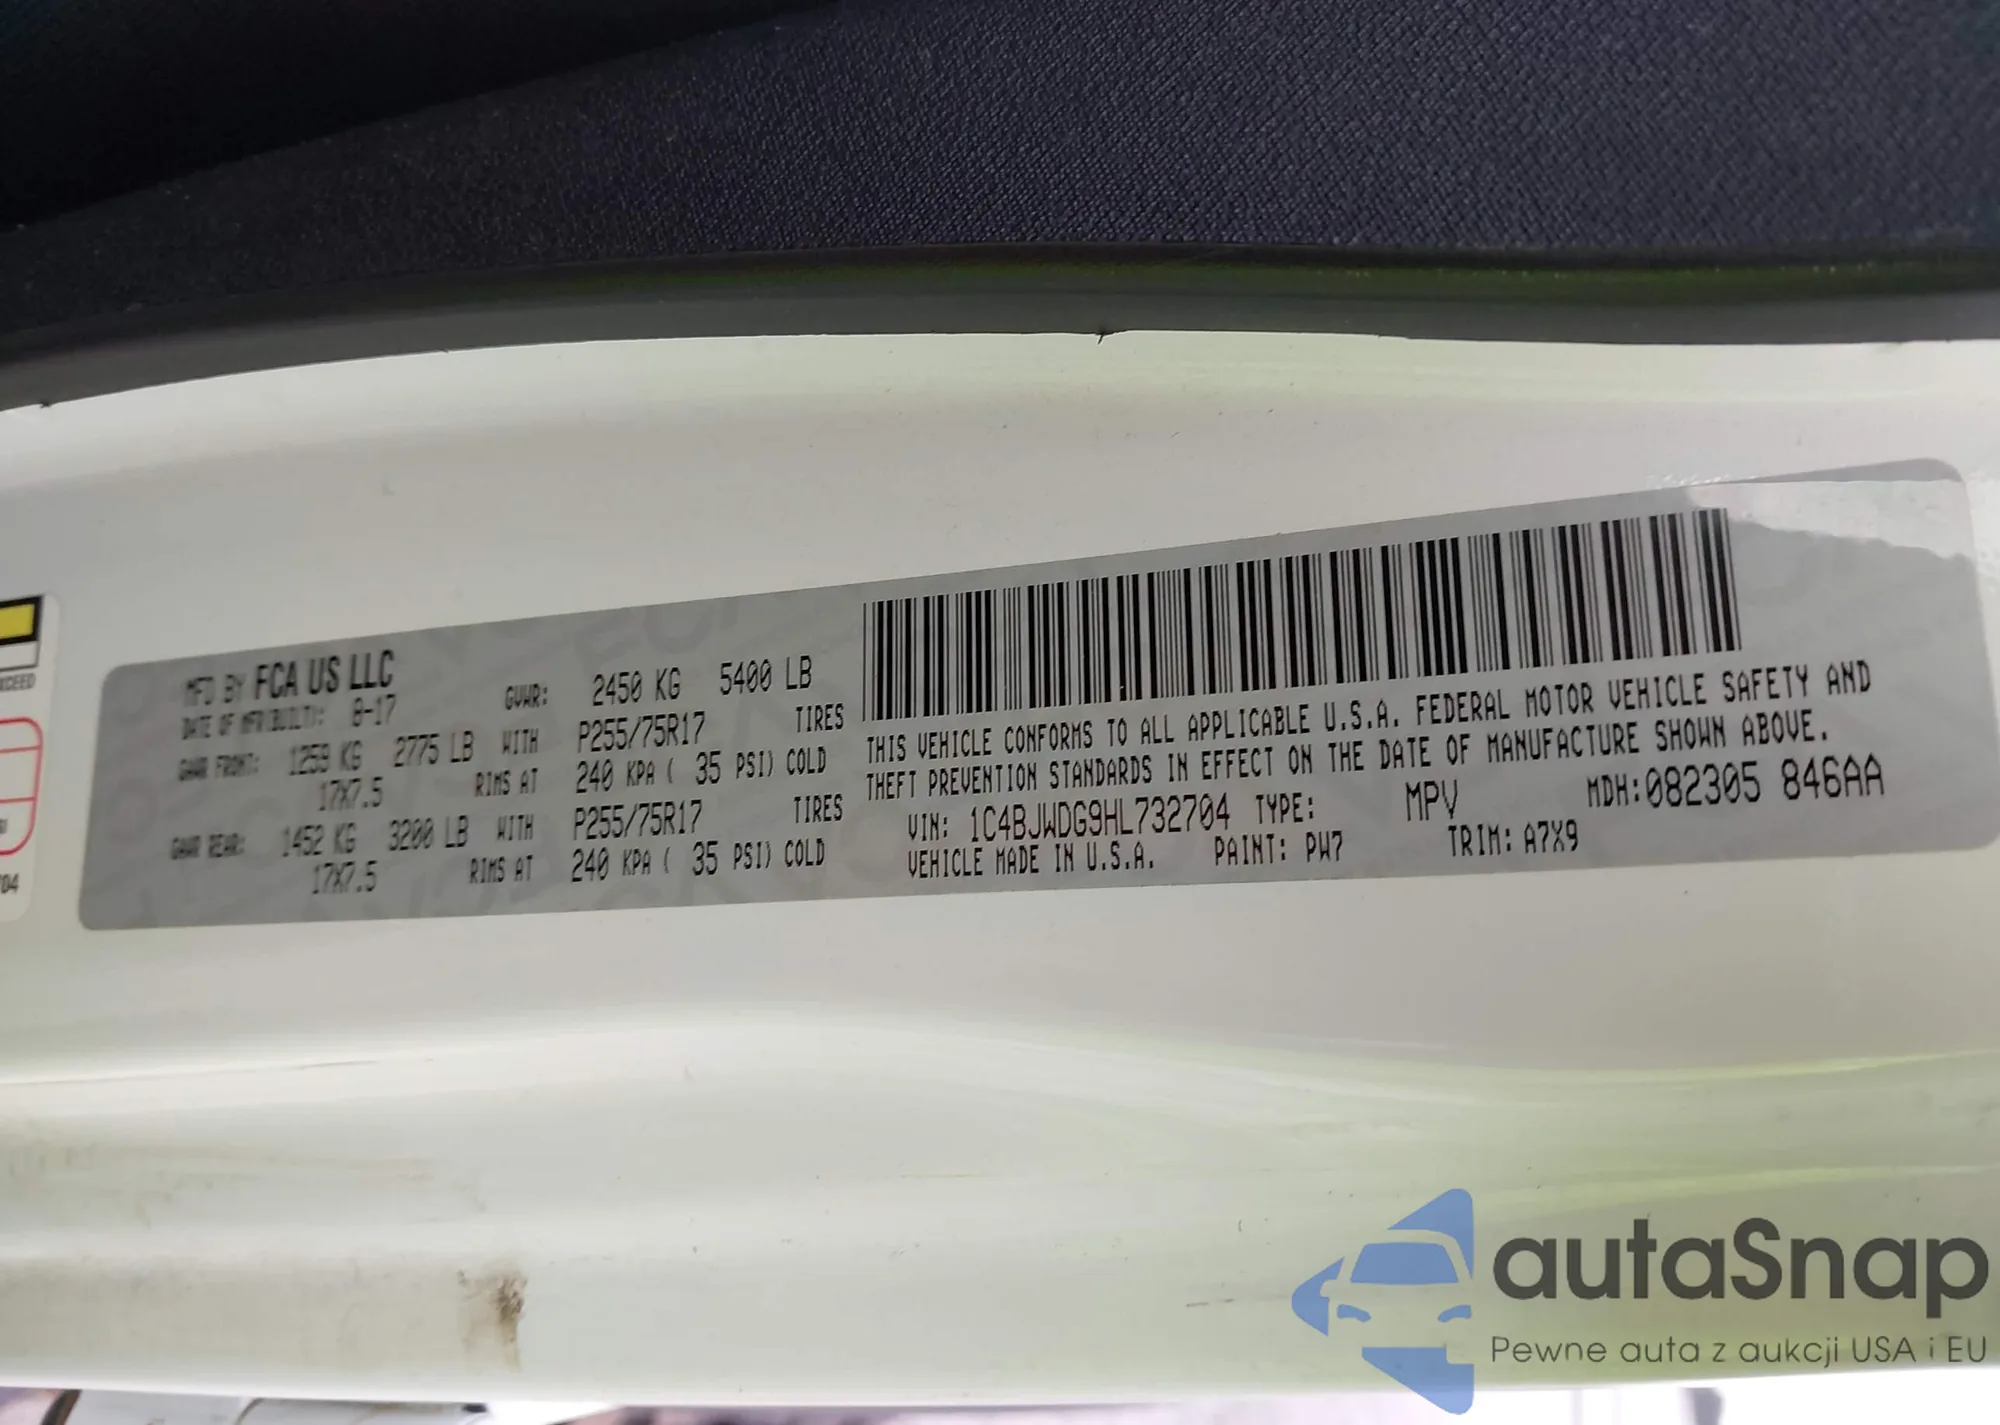 MFD BY FCA US LLC
DATE OF MFR(BUILT): 8-17
GVWR: 2450 KG 5400 LB
GAWR FRONT: 1259 KG 2775 LB WITH P255/75R17 TIRES
17X7.5 RIMS AT 240 KPA ( 35 PSI) COLD
GAWR REAR: 1452 KG 3200 LB WITH P255/75R17 TIRES
17X7.5 RIMS AT 240 KPA ( 35 PSI) COLD
THIS VEHICLE CONFORMS TO ALL APPLICABLE U.S.A. FEDERAL MOTOR VEHICLE SAFETY AND
THEFT PREVENTION STANDARDS IN EFFECT ON THE DATE OF MANUFACTURE SHOWN ABOVE.
VIN: 1C4BJWDG9HL732704 TYPE: MPV MDH:082305 846AA
VEHICLE MADE IN U.S.A. PAINT: PW7 TRIM: A7X9
autaSnap
Pewne auta z aukcji USA i EU